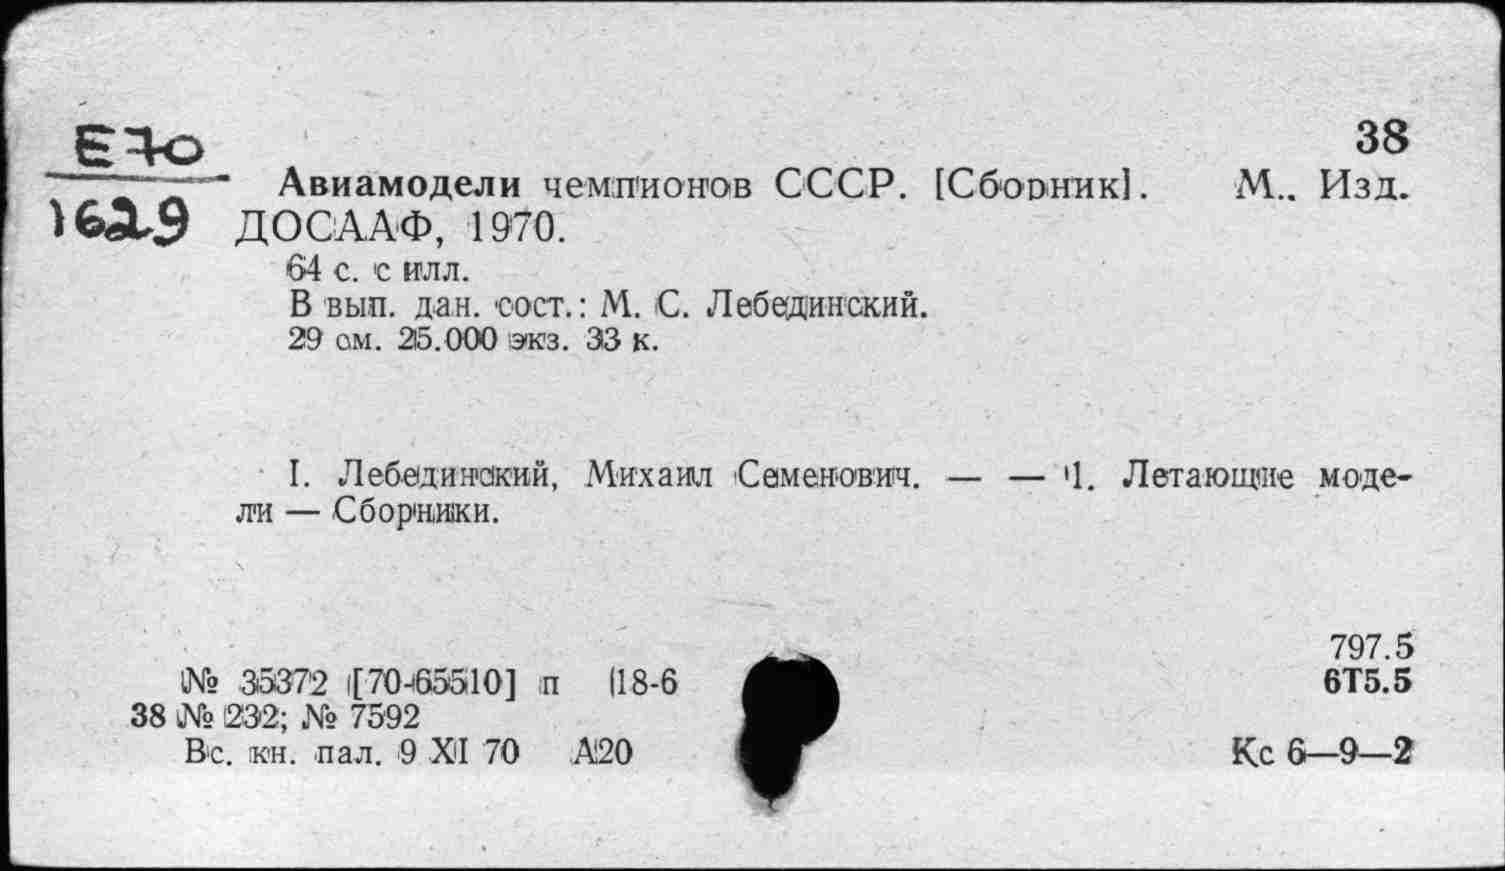 38
Е70
1629
Авиамодели чемпионов СССР. [Сборник]. М., Изд.
ДОСААФ, 1970.
64 с. с илл.
В вып. дан. сост.: М. С. Лебединский.
29 см. 25.000 экз. 33 к.
I. Лебединский, Михаил Семенович. — — 1. Летающие моде-
ли — Сборники.
797.5
№ 35372 [70-65510] п (18-6
6Т5.5
38 № 232; № 7592
Вс. кн. пал. 9 XII 70 А20
Кс 6—9—2